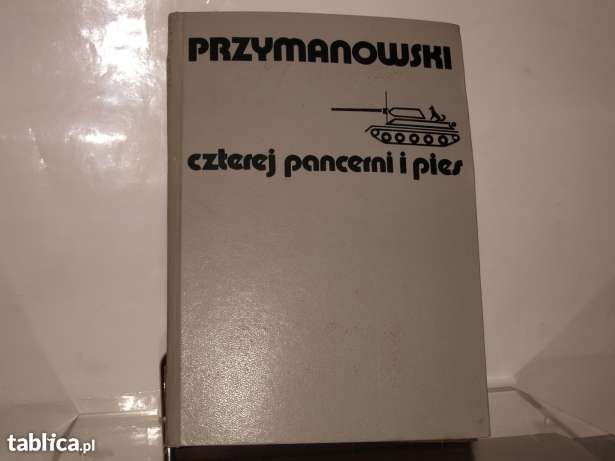 PRZYMANOWSKI
czterej pancerni i pies
tablica.pl